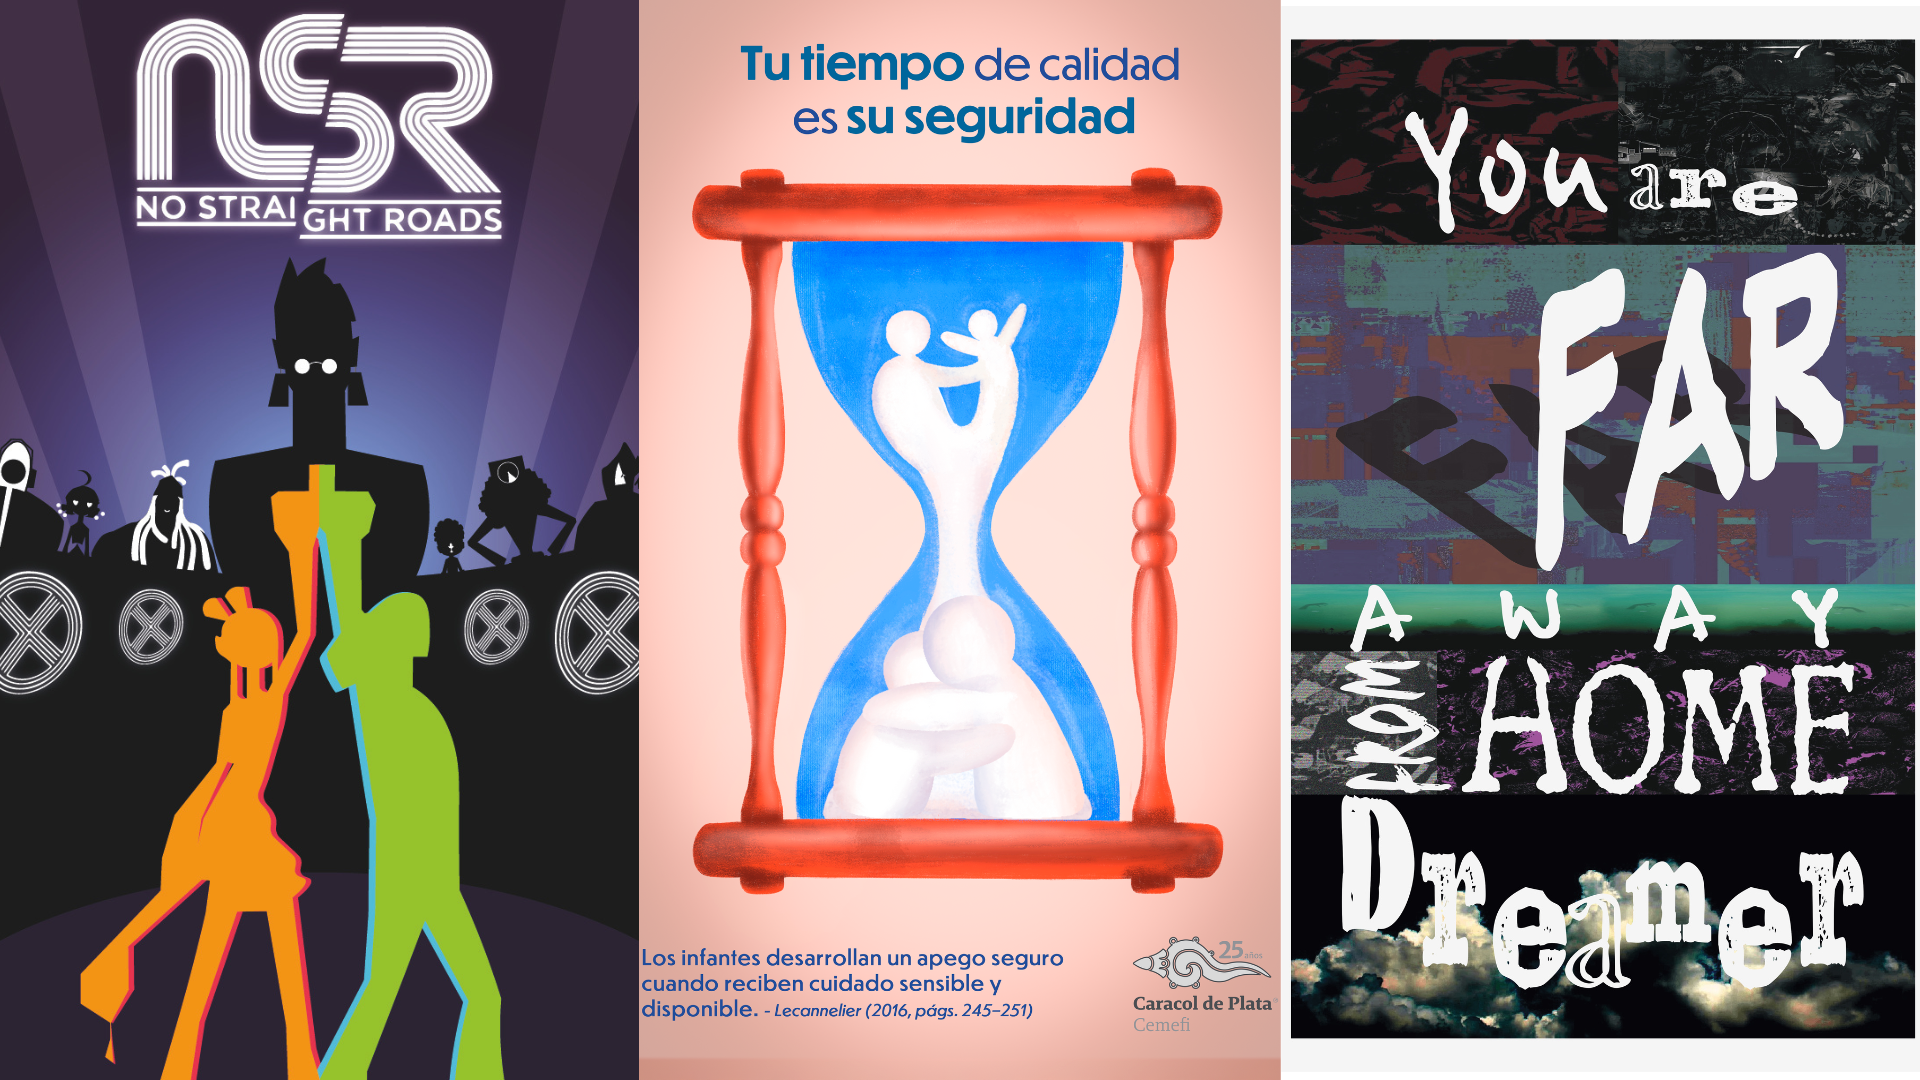 NSR
NO STRAIGHT ROADS
Tu tiempo de calidad
es su seguridad
Los infantes desarrollan un apego seguro
cuando reciben cuidado sensible y
disponible. - Lecannelier (2016, págs. 245–251)
25 años
Caracol de Plata
Cemefi
You are
FAR
AWAY
FROM HOME
Dreamer